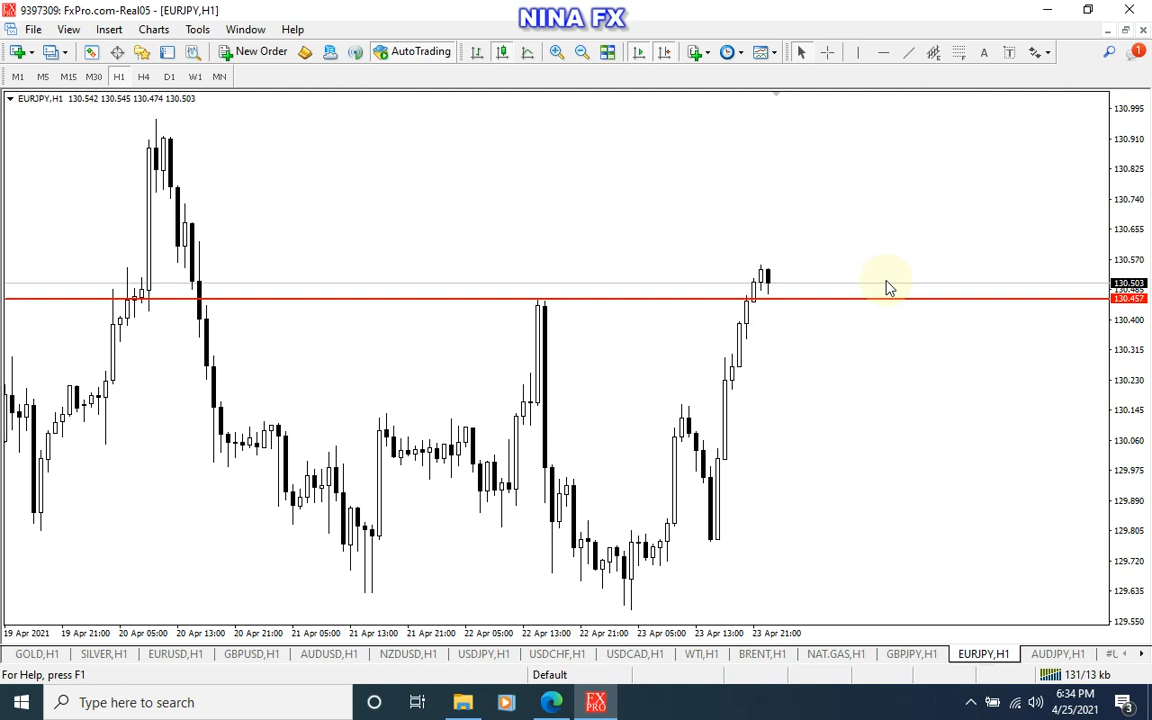 9397309: FxPro.com-Real05 - [EURJPY,H1]
NINA FX
File View Insert Charts Tools Window Help
New Order AutoTrading A T 1
M1 M5 M15 M30 H1 H4 D1 W1 MN
EURJPY,H1 130.542 130.545 130.474 130.503
130.995
130.910
130.825
130.740
130.655
130.570
130.503
130.485
130.457
130.400
130.315
130.230
130.145
130.060
129.975
129.890
129.805
129.720
129.635
129.550
19 Apr 2021 19 Apr 21:00 20 Apr 05:00 20 Apr 13:00 20 Apr 21:00 21 Apr 05:00 21 Apr 13:00 21 Apr 21:00 22 Apr 05:00 22 Apr 13:00 22 Apr 21:00 23 Apr 05:00 23 Apr 13:00 23 Apr 21:00
GOLD,H1 SILVER,H1 EURUSD,H1 GBPUSD,H1 AUDUSD,H1 NZDUSD,H1 USDJPY,H1 USDCHF,H1 USDCAD,H1 WTI,H1 BRENT,H1 NAT.GAS,H1 GBPJPY,H1 EURJPY,H1 AUDJPY,H1 #L
For Help, press F1 Default 131/13 kb
Type here to search FX PRO 6:34 PM
4/25/2021 3